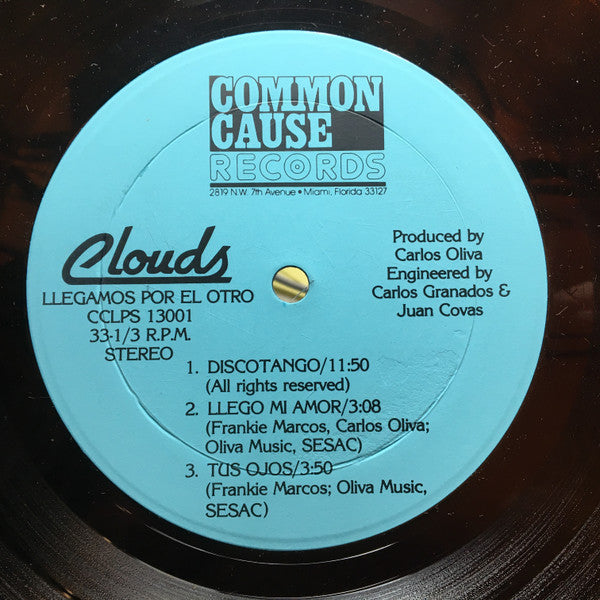 COMMON
CAUSE
RECORDS
2819 N.W. 7th Avenue • Miami, Florida 33127
Clouds
LLEGAMOS POR EL OTRO
CCLPS 13001
33-1/3 R.P.M.
STEREO
Produced by
Carlos Oliva
Engineered by
Carlos Granados &
Juan Covas
1. DISCOTANGO/11:50
(All rights reserved)
2. LLEGO MI AMOR/3:08
(Frankie Marcos, Carlos Oliva;
Oliva Music, SESAC)
3. TUS OJOS/3:50
(Frankie Marcos; Oliva Music,
SESAC)